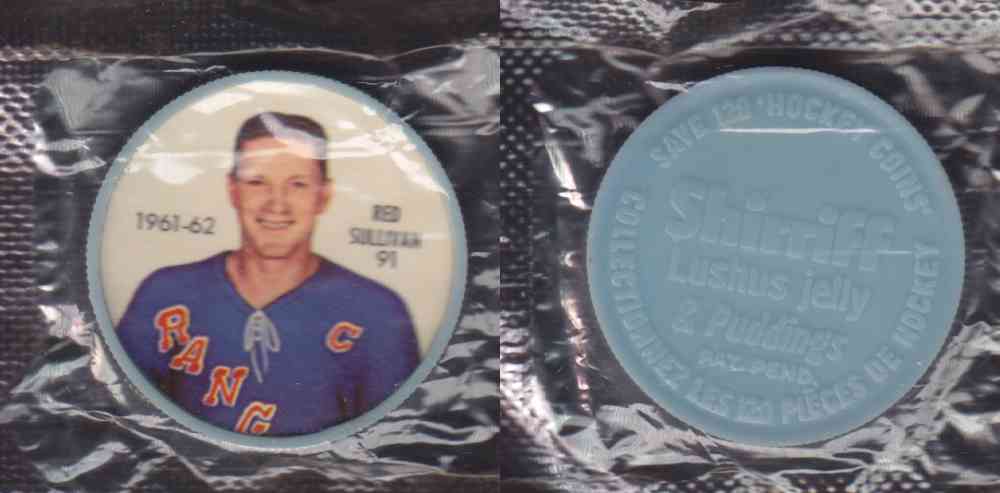 1961-62
RED
SULLIVAN
91
RANG
C
SAVE 120 'HOCKEY COINS'
Shirriff
Lushus jelly
& Puddings
PAT. PEND.
COLLECTIONNEZ LES 120 PIÈCES DE HOCKEY